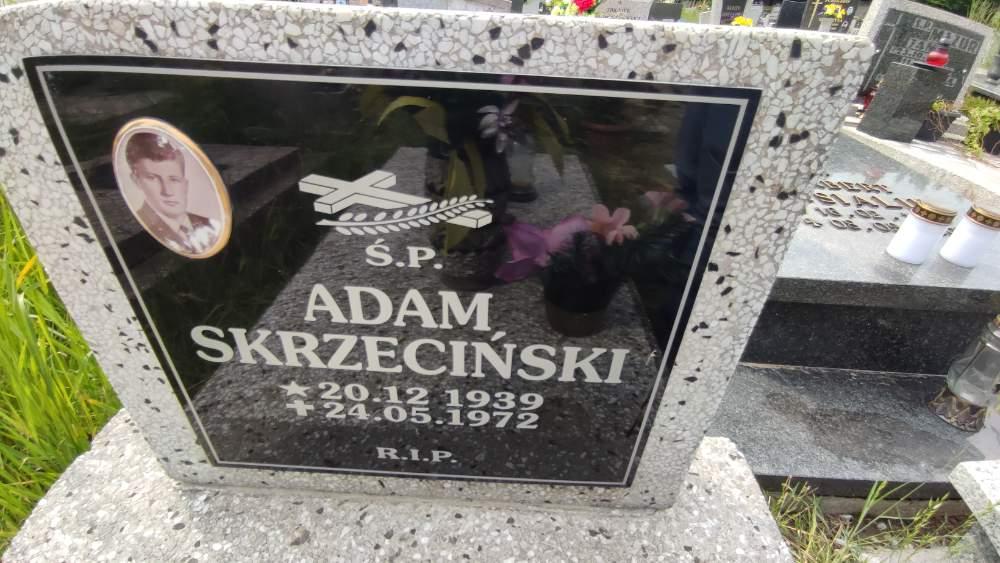 Ś.P.
ADAM
SKRZECIŃSKI
★ 20.12 1939
✝ 24.05.1972
R.I.P.